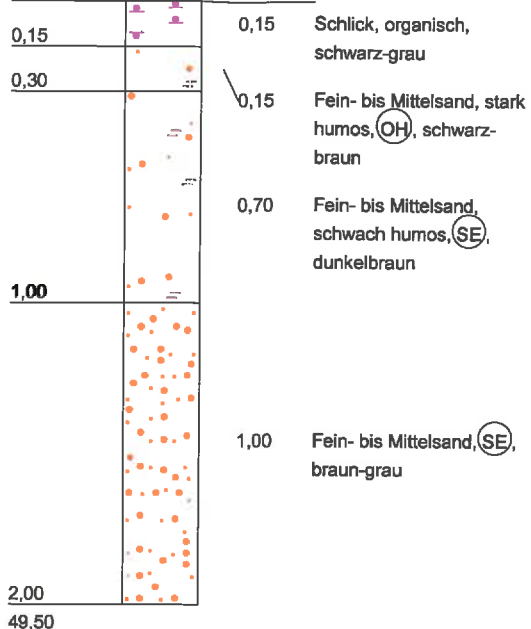 0,15
0,30
1,00
2,00
49,50
0,15 Schlick, organisch,
schwarz-grau
0,15 Fein- bis Mittelsand, stark
humos, OH, schwarz-
braun
0,70 Fein- bis Mittelsand,
schwach humos, SE,
dunkelbraun
1,00 Fein- bis Mittelsand, SE,
braun-grau